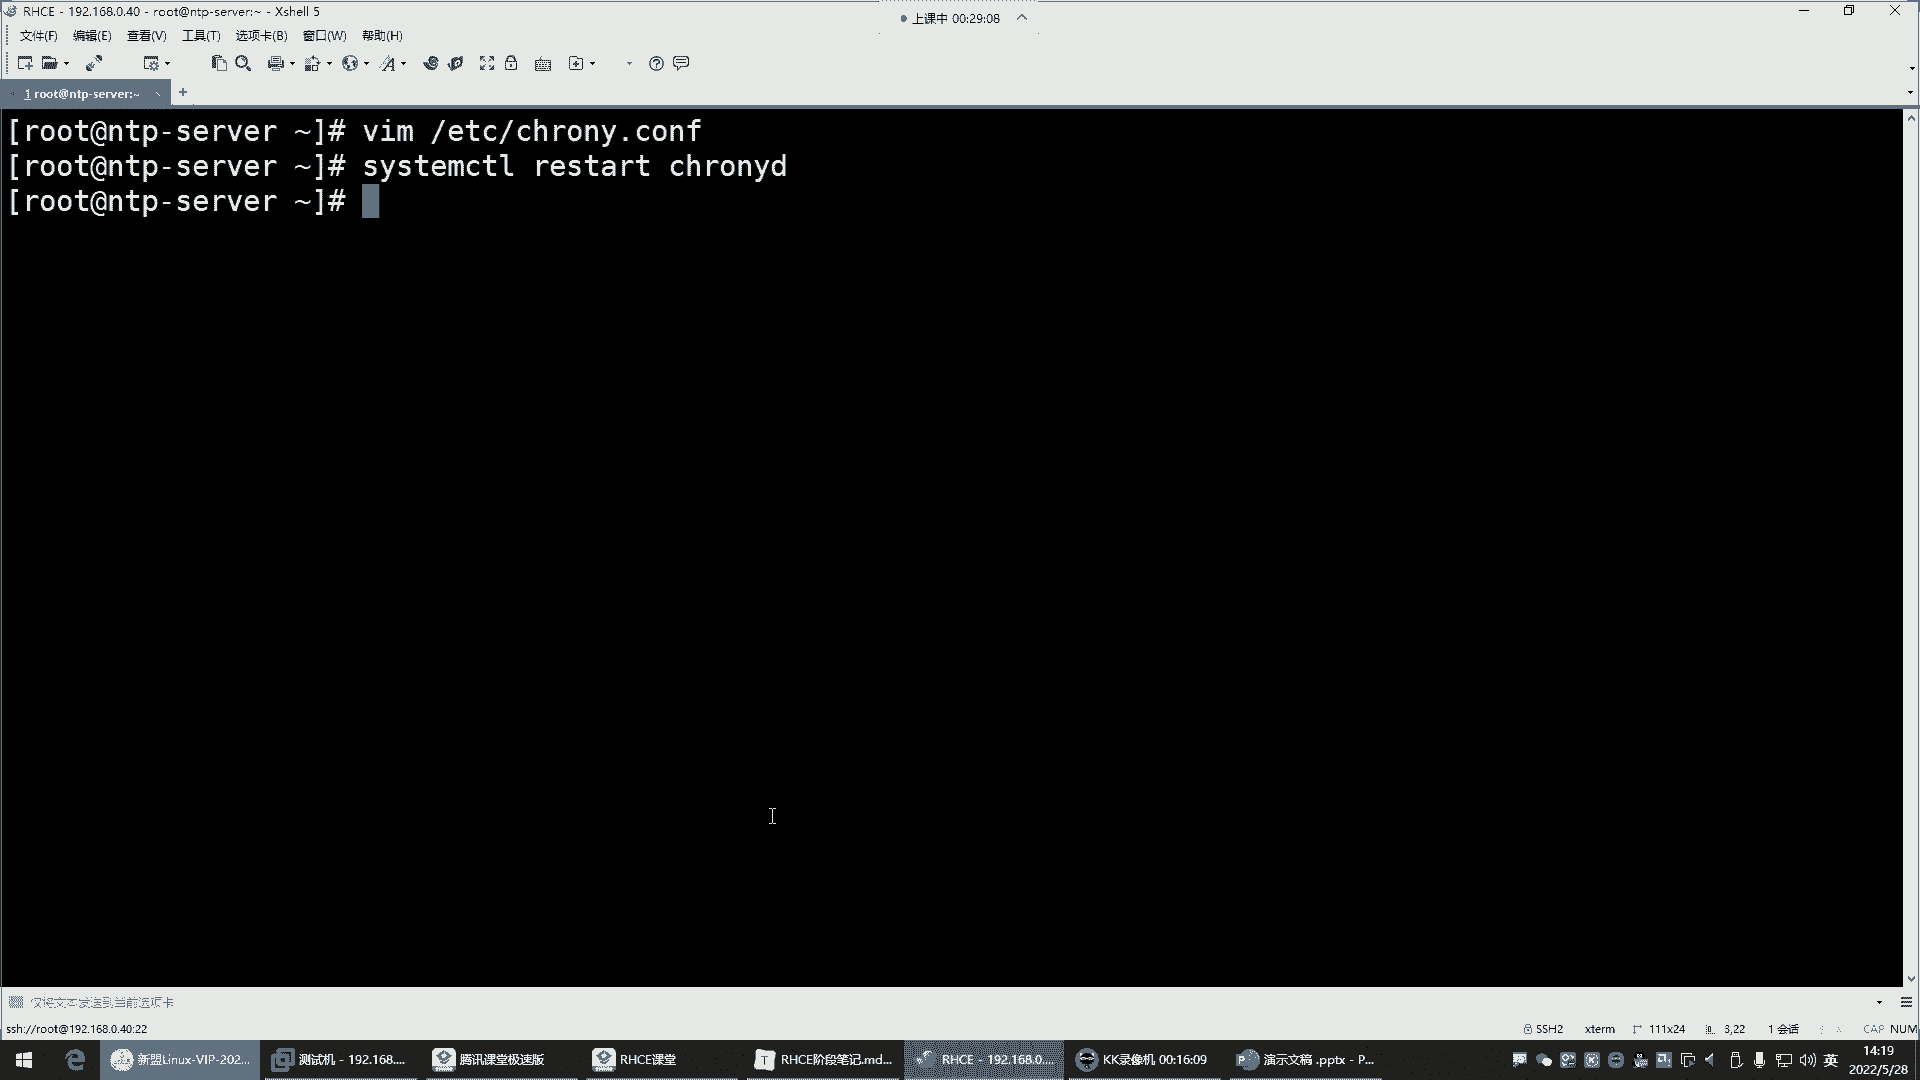 RHCE - 192.168.0.40 - root@ntp-server:~ - Xshell 5
上课中 00:29:08
文件(F) 编辑(E) 查看(V) 工具(T) 选项卡(B) 窗口(W) 帮助(H)
1 root@ntp-server:~
[root@ntp-server ~]# vim /etc/chrony.conf
[root@ntp-server ~]# systemctl restart chronyd
[root@ntp-server ~]#
仅将文本发送到当前选项卡
ssh://root@192.168.0.40:22 SSH2 xterm 111x24 3,22 1 会话 CAP NUM
新盟Linux-VIP-202... 测试机 - 192.168.... 腾讯课堂极速版 RHCE课堂 RHCE阶段笔记.md... RHCE - 192.168.0.... KK录像机 00:16:09 演示文稿 .pptx - P... 英 14:19
2022/5/28